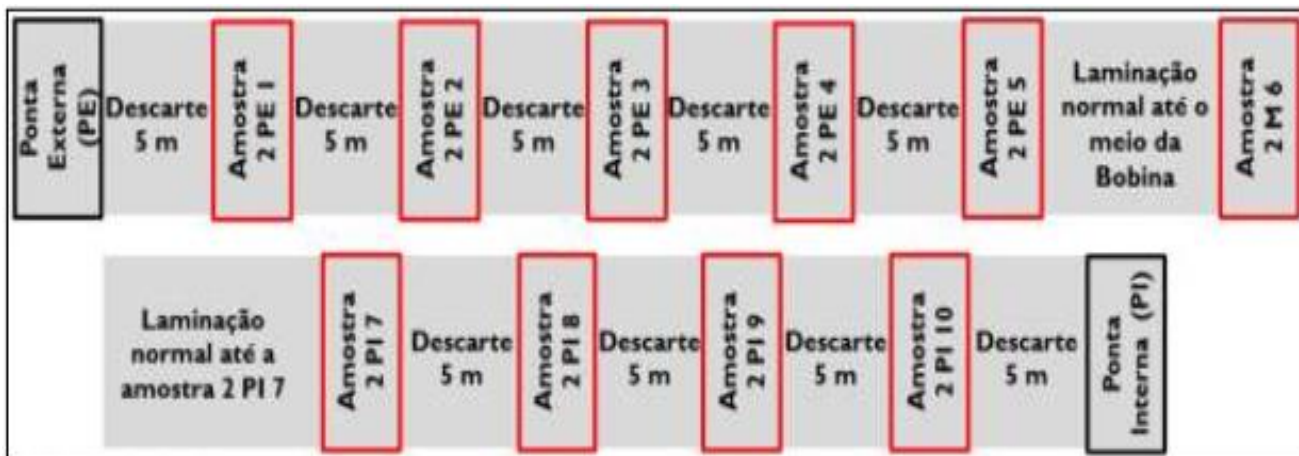 Ponta
Externa
(PE)
Descarte
5 m
Amostra
2 PE 1
Descarte
5 m
Amostra
2 PE 2
Descarte
5 m
Amostra
2 PE 3
Descarte
5 m
Amostra
2 PE 4
Descarte
5 m
Amostra
2 PE 5
Laminação
normal até o
meio da
Bobina
Amostra
2 M 6
Laminação
normal até a
amostra 2 PI 7
Amostra
2 PI 7
Descarte
5 m
Amostra
2 PI 8
Descarte
5 m
Amostra
2 PI 9
Descarte
5 m
Amostra
2 PI 10
Descarte
5 m
Ponta
Interna (PI)